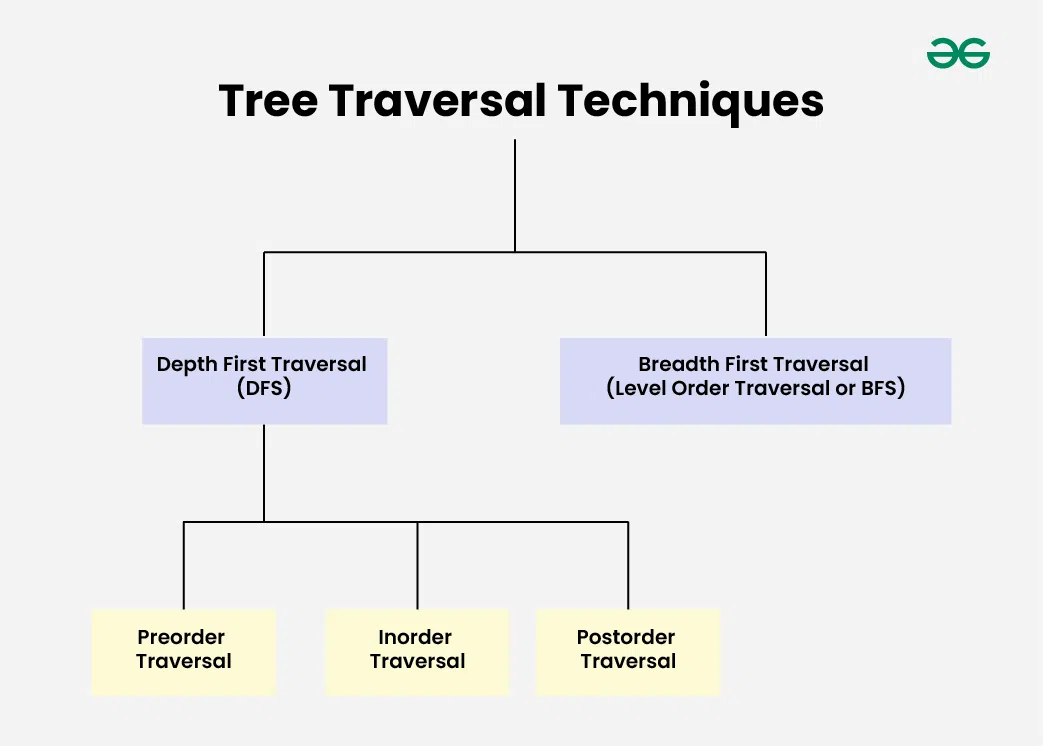 Tree Traversal Techniques
Depth First Traversal
(DFS)
Breadth First Traversal
(Level Order Traversal or BFS)
Preorder
Traversal
Inorder
Traversal
Postorder
Traversal